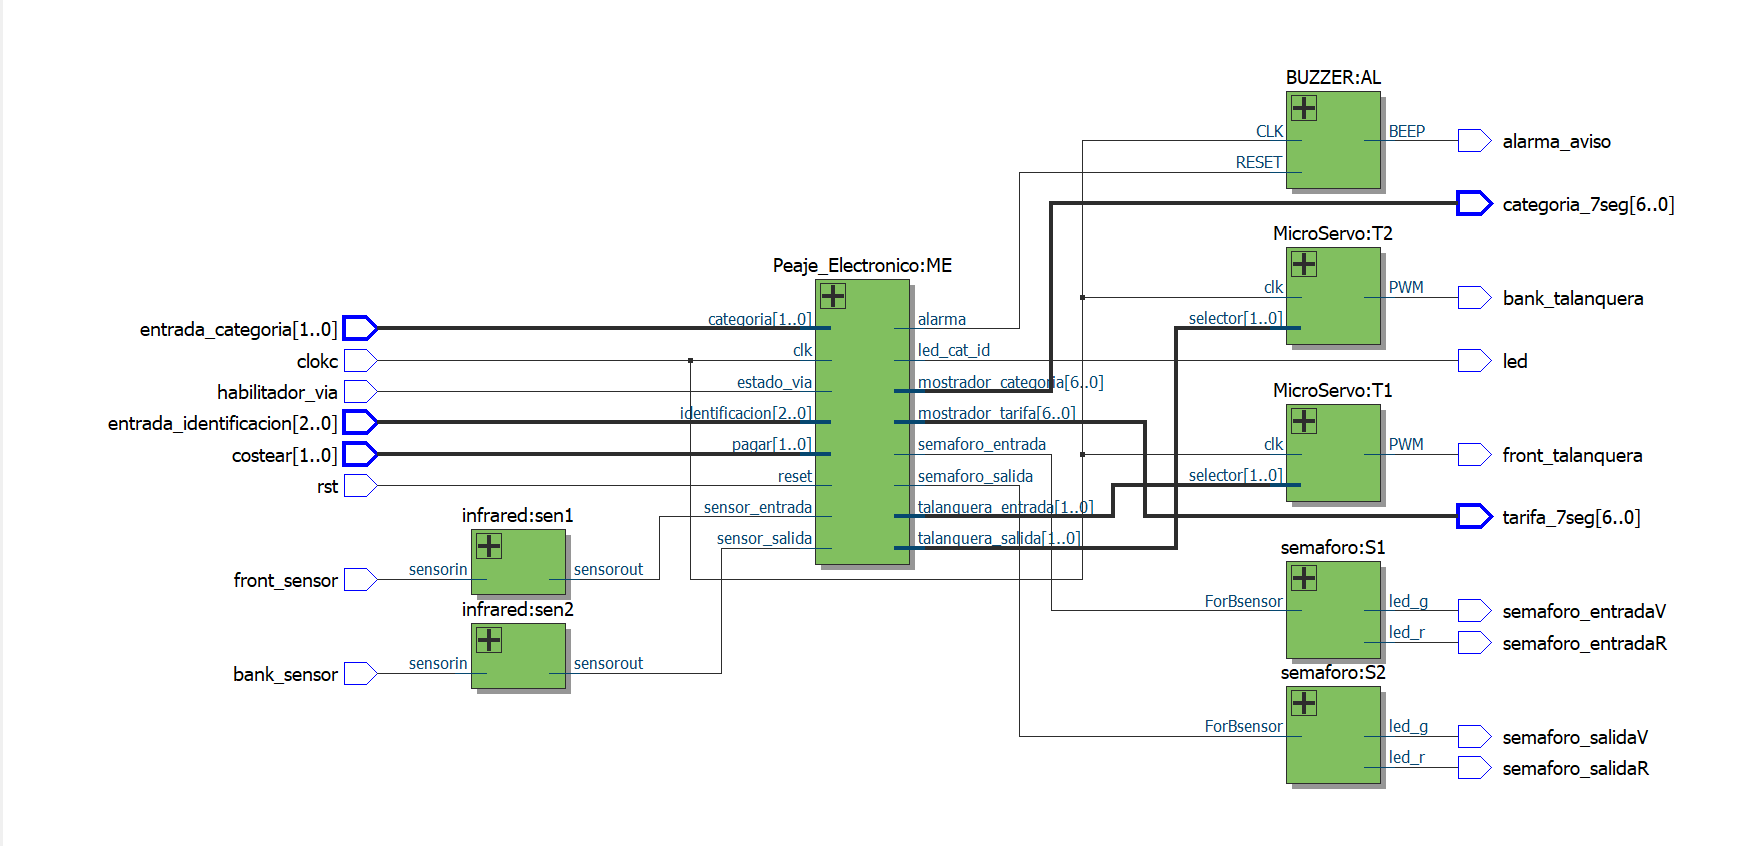 BUZZER:AL
CLK
BEEP
alarma_aviso
RESET
categoria_7seg[6..0]
MicroServo:T2
clk
PWM
bank_talanquera
selector[1..0]
Peaje_Electronico:ME
entrada_categoria[1..0]
categoria[1..0]
alarma
clokc
clk
led_cat_id
led
habilitador_via
estado_via
mostrador_categoria[6..0]
MicroServo:T1
entrada_identificacion[2..0]
identificacion[2..0]
mostrador_tarifa[6..0]
costear[1..0]
pagar[1..0]
semaforo_entrada
clk
PWM
front_talanquera
rst
reset
semaforo_salida
selector[1..0]
infrared:sen1
sensor_entrada
talanquera_entrada[1..0]
tarifa_7seg[6..0]
sensor_salida
talanquera_salida[1..0]
semaforo:S1
front_sensor
sensorin
sensorout
infrared:sen2
ForBsensor
led_g
semaforo_entradaV
led_r
semaforo_entradaR
bank_sensor
sensorin
sensorout
semaforo:S2
ForBsensor
led_g
semaforo_salidaV
led_r
semaforo_salidaR